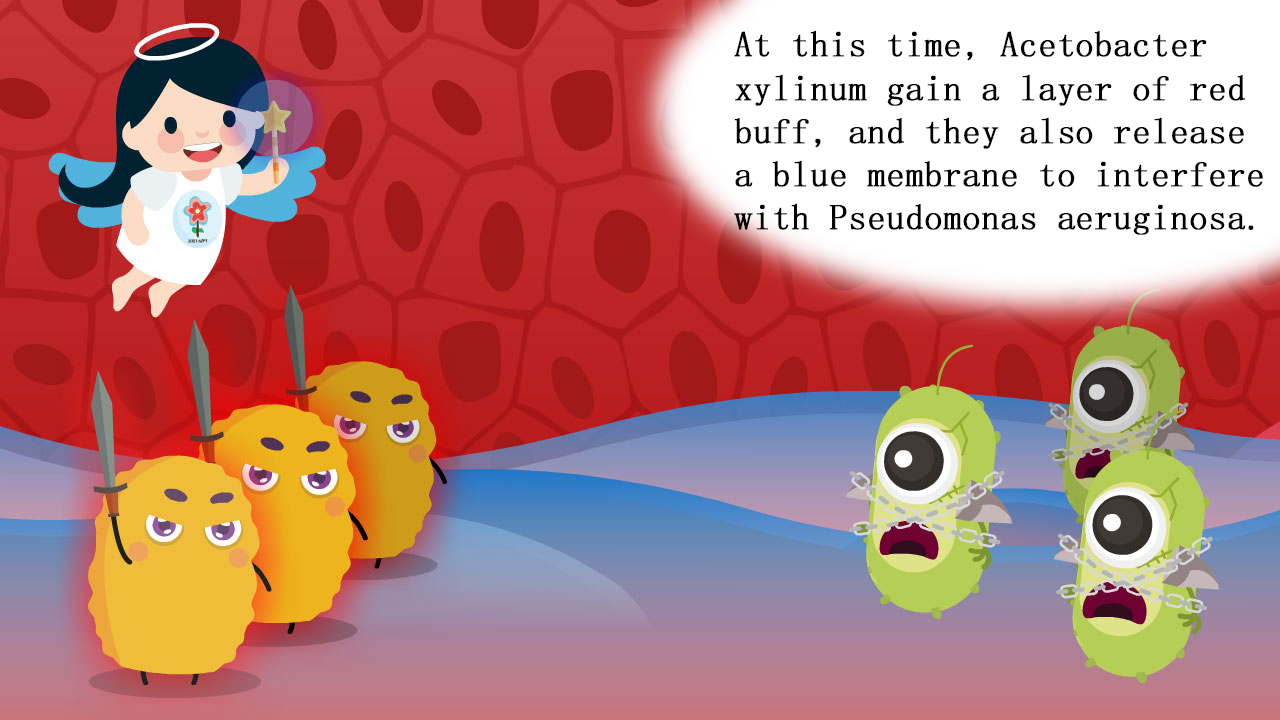 At this time, Acetobacter
xylinum gain a layer of red
buff, and they also release
a blue membrane to interfere
with Pseudomonas aeruginosa.